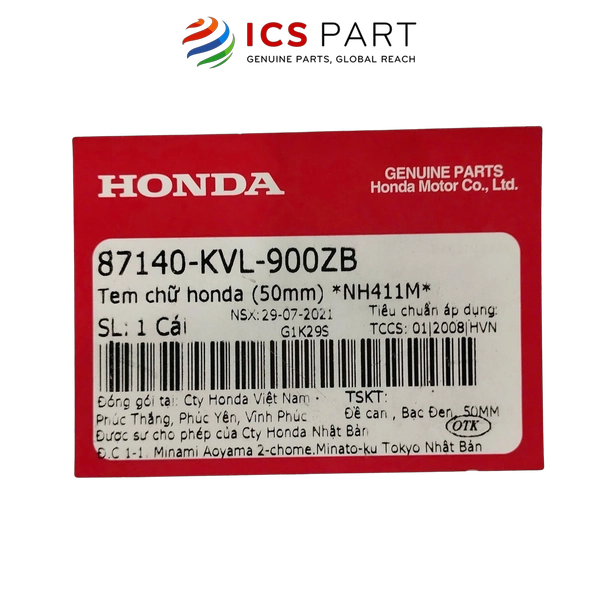 ICS PART
GENUINE PARTS, GLOBAL REACH
HONDA
GENUINE PARTS
Honda Motor Co., Ltd.
87140-KVL-900ZB
Tem chữ honda (50mm) *NH411M*
SL: 1 Cái
NSX: 29-07-2021
G1K29S
Tiêu chuẩn áp dụng:
TCCS: 01|2008|HVN
Đóng gói tại: Cty Honda Việt Nam -
Phúc Thắng, Phúc Yên, Vĩnh Phúc
Được sự cho phép của Cty Honda Nhật Bản
Đ.C 1-1. Minami Aoyama 2-chome.Minato-ku Tokyo Nhật Bản
TSKT:
Đề can , Bạc Đen, 50MM
OTK